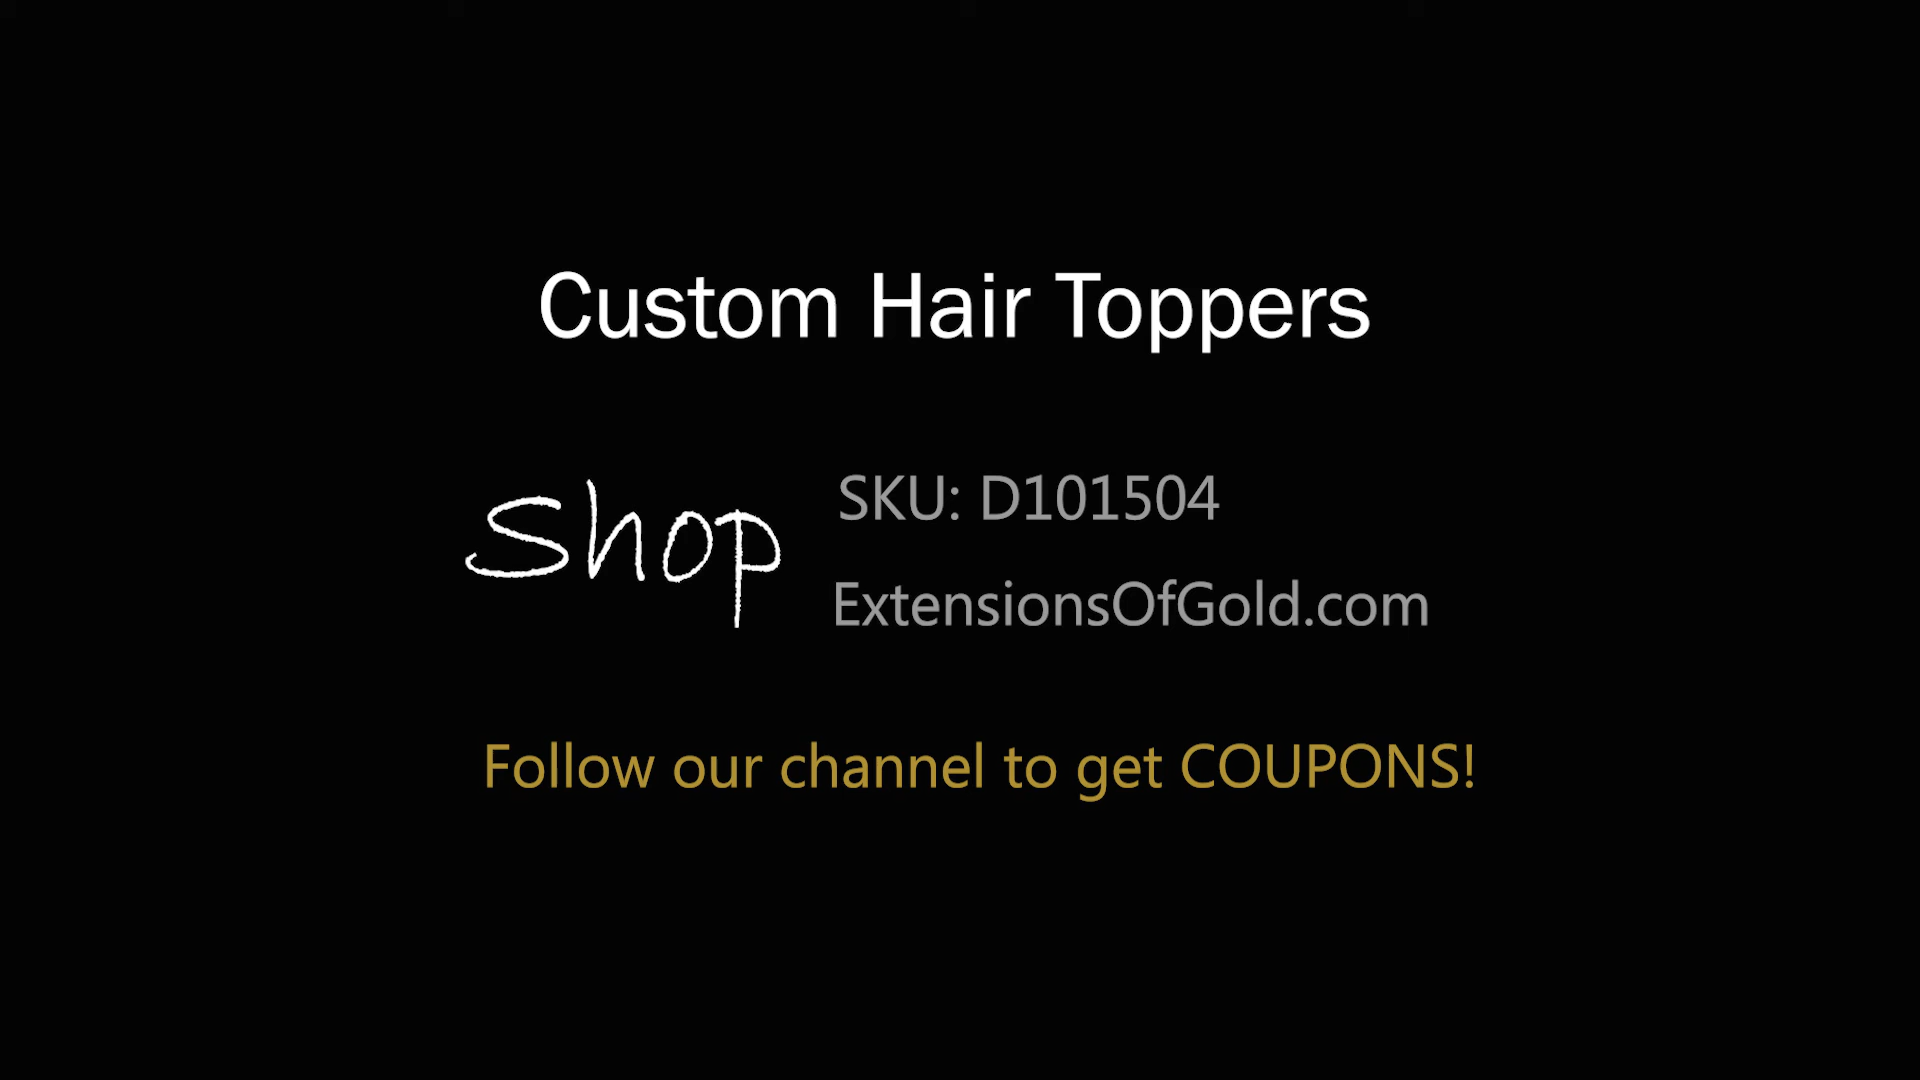 Custom Hair Toppers
Shop
SKU: D101504
ExtensionsOfGold.com
Follow our channel to get COUPONS!